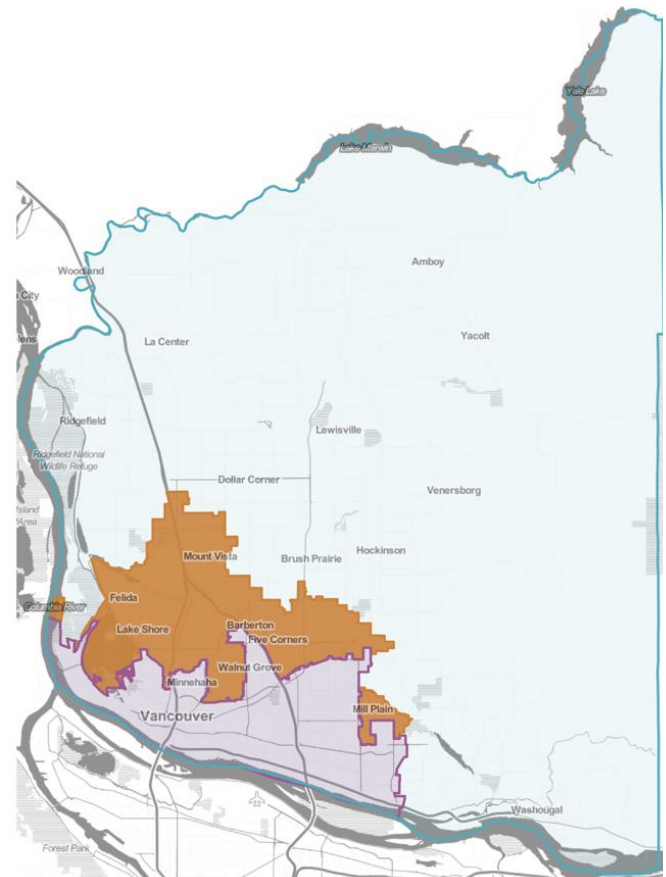 Yale Lake
Lake Merwin
Amboy
Woodland
Yacolt
La Center
Ridgefield
Lewisville
Ridgefield National
Wildlife Refuge
Dollar Corner
Venersborg
Island
Area
Mount Vista
Hockinson
Brush Prairie
Felida
Columbia River
Lake Shore
Barberton
Five Corners
Walnut Grove
Minnehaha
Mill Plain
Vancouver
Washougal
Forest Park